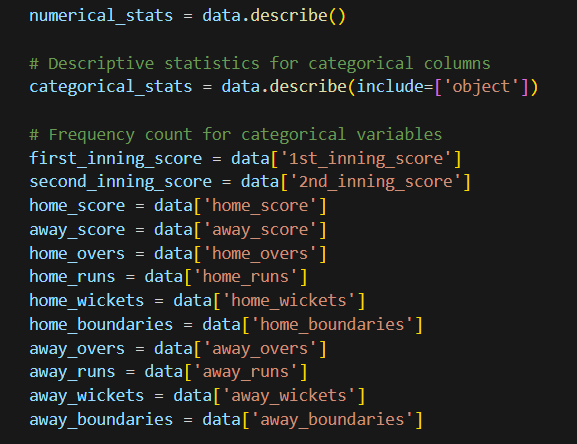 numerical_stats = data.describe()
# Descriptive statistics for categorical columns
categorical_stats = data.describe(include=['object'])
# Frequency count for categorical variables
first_inning_score = data['1st_inning_score']
second_inning_score = data['2nd_inning_score']
home_score = data['home_score']
away_score = data['away_score']
home_overs = data['home_overs']
home_runs = data['home_runs']
home_wickets = data['home_wickets']
home_boundaries = data['home_boundaries']
away_overs = data['away_overs']
away_runs = data['away_runs']
away_wickets = data['away_wickets']
away_boundaries = data['away_boundaries']